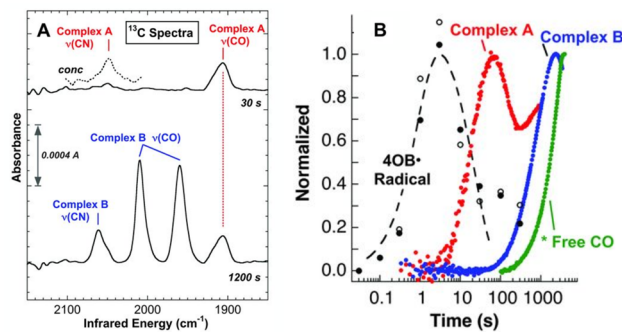 A
Complex A
ν(CN)
¹³C Spectra
Complex A
ν(CO)
conc
30 s
Absorbance
0.0004 A
Complex B ν(CO)
Complex B
ν(CN)
1200 s
2100 2000 1900
Infrared Energy (cm⁻¹)
B
Complex A
Complex B
Normalized
1.0
0.8
0.6
0.4
0.2
0.0
4OB•
Radical
* Free CO
0.1 1 10 100 1000
Time (s)